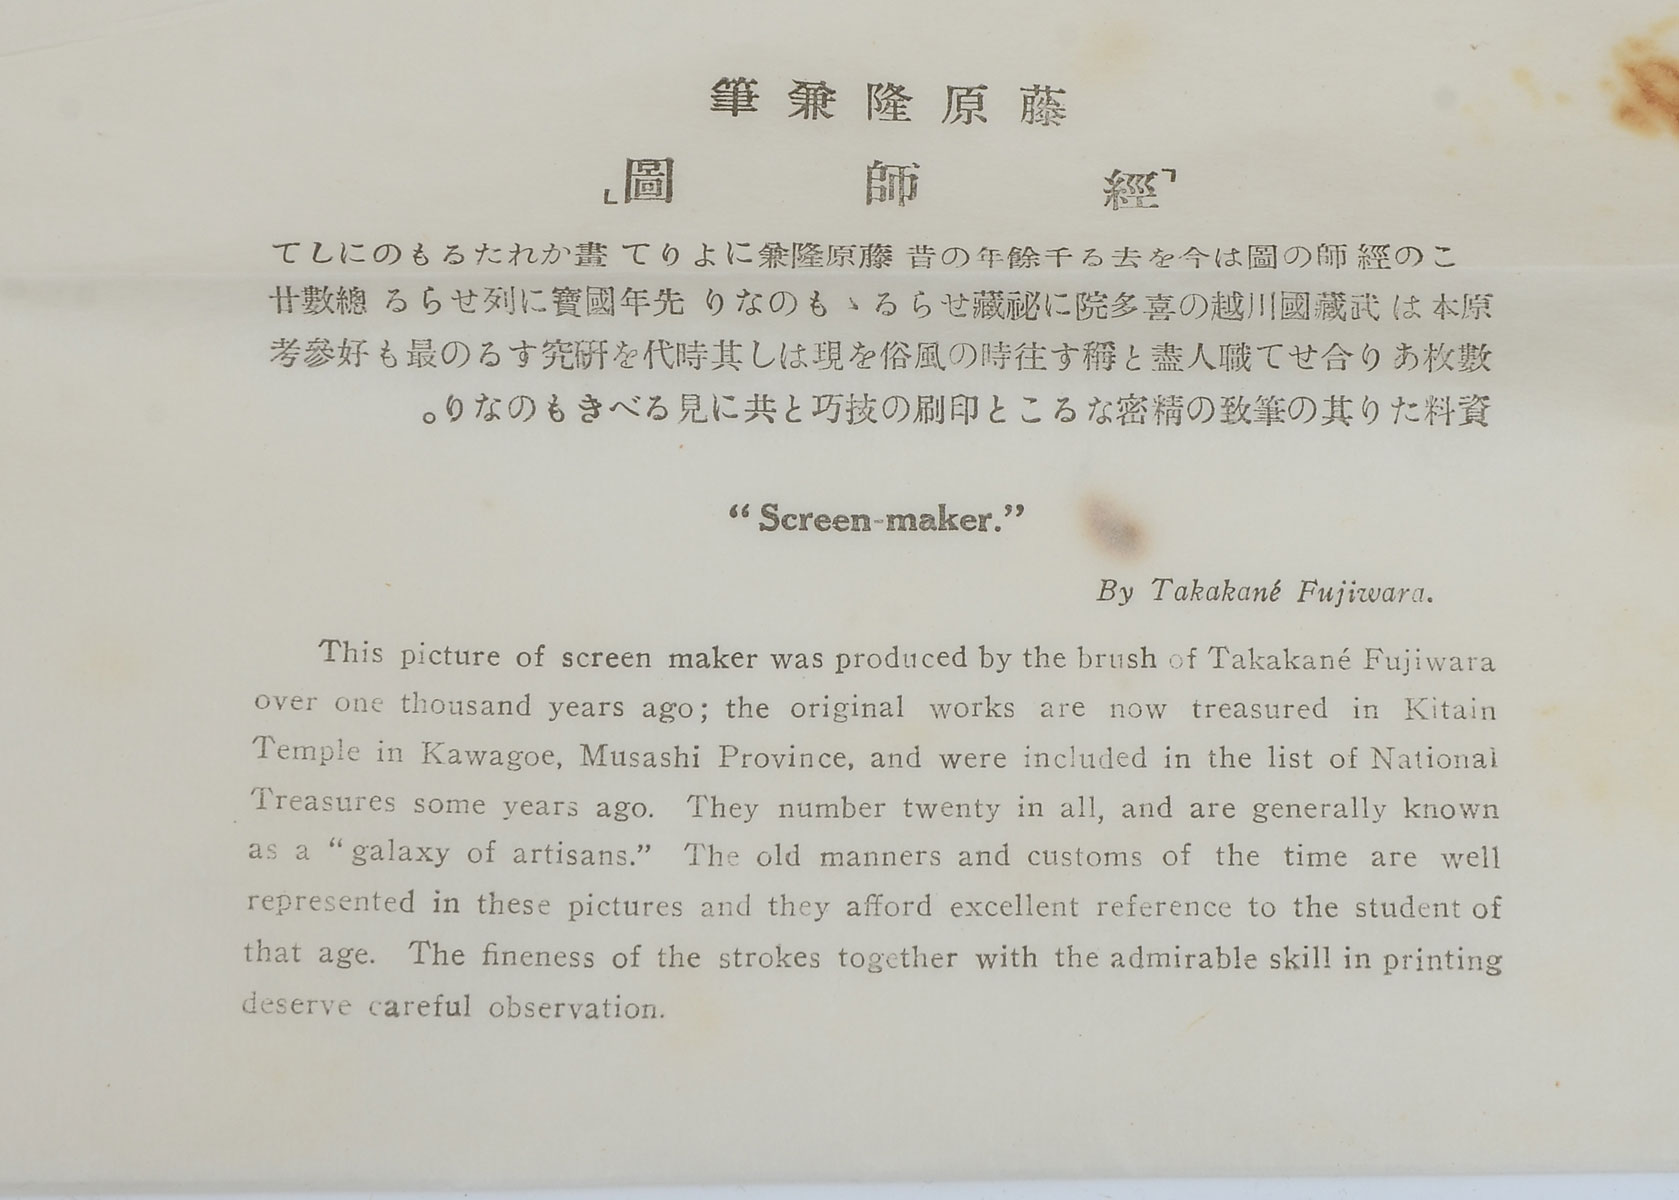 藤原隆兼筆
「經師圖」
この經師の圖は今を去る千餘年の昔藤原隆兼によりて畫かれたるものにして
原本は武藏國川越の喜多院に祕藏せらるゝものなり先年國寶に列せらる總數廿
數枚あり合せて職人盡と稱す往時の風俗を現はし其時代を硏究するの最も好參考
資料たり其の筆致の精密なること印刷の技巧と共に見るべきものなり。
“Screen-maker.”
By Takakané Fujiwara.
This picture of screen maker was produced by the brush of Takakané Fujiwara
over one thousand years ago; the original works are now treasured in Kitain
Temple in Kawagoe, Musashi Province, and were included in the list of National
Treasures some years ago. They number twenty in all, and are generally known
as a “galaxy of artisans.” The old manners and customs of the time are well
represented in these pictures and they afford excellent reference to the student of
that age. The fineness of the strokes together with the admirable skill in printing
deserve careful observation.